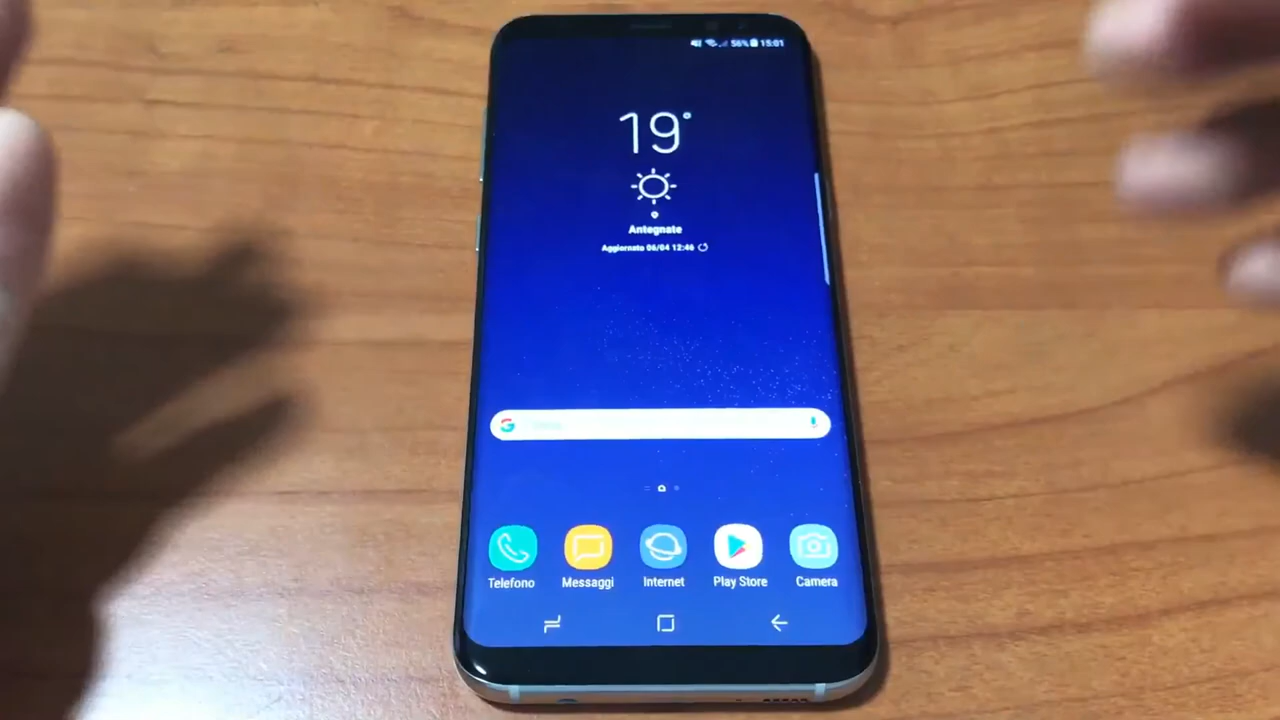 56% 15:01
19°
Antegnate
Aggiornato 06/04 12:46
G
Telefono Messaggi Internet Play Store Camera